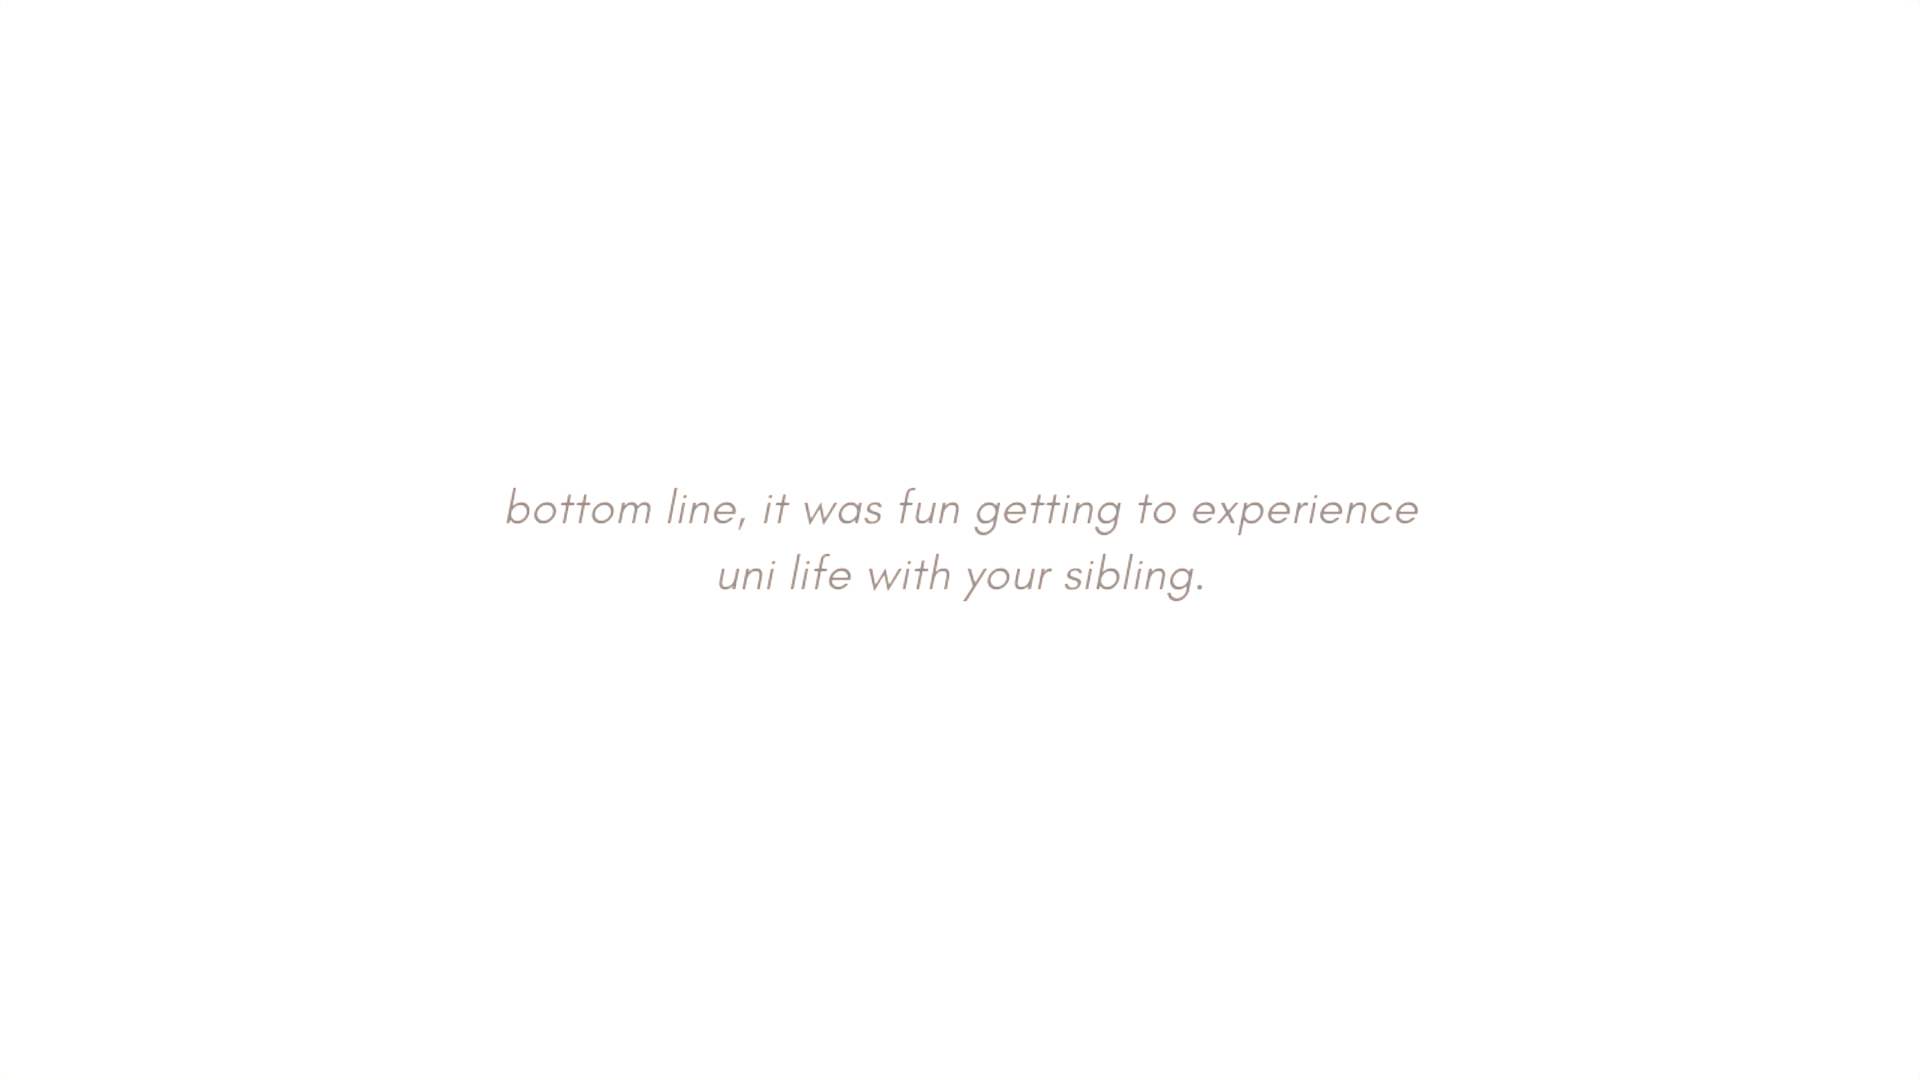 bottom line, it was fun getting to experience
uni life with your sibling.